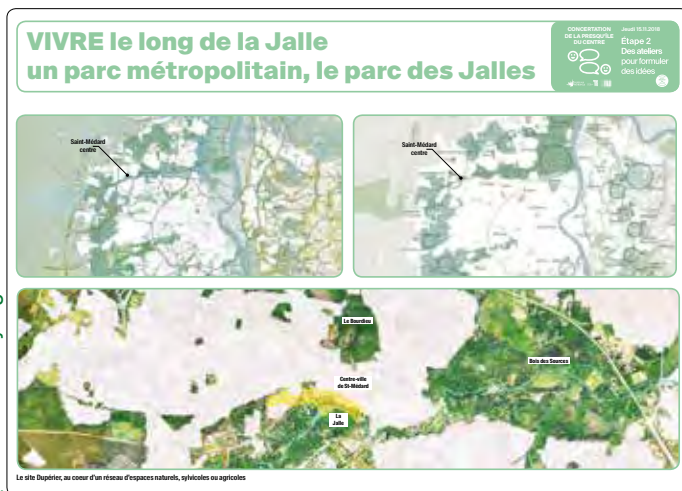 VIVRE le long de la Jalle
un parc métropolitain, le parc des Jalles
CONCERTATION
DE LA PRESQU'ÎLE
DU CENTRE
Jeudi 15.11.2018
Étape 2
Des ateliers
pour formuler
des idées
Saint-Médard
centre
Saint-Médard
centre
Le Bourdieu
Bois des Sources
Centre-ville
de St-Médard
La
Jalle
Le site Dupérier, au coeur d'un réseau d'espaces naturels, sylvicoles ou agricoles